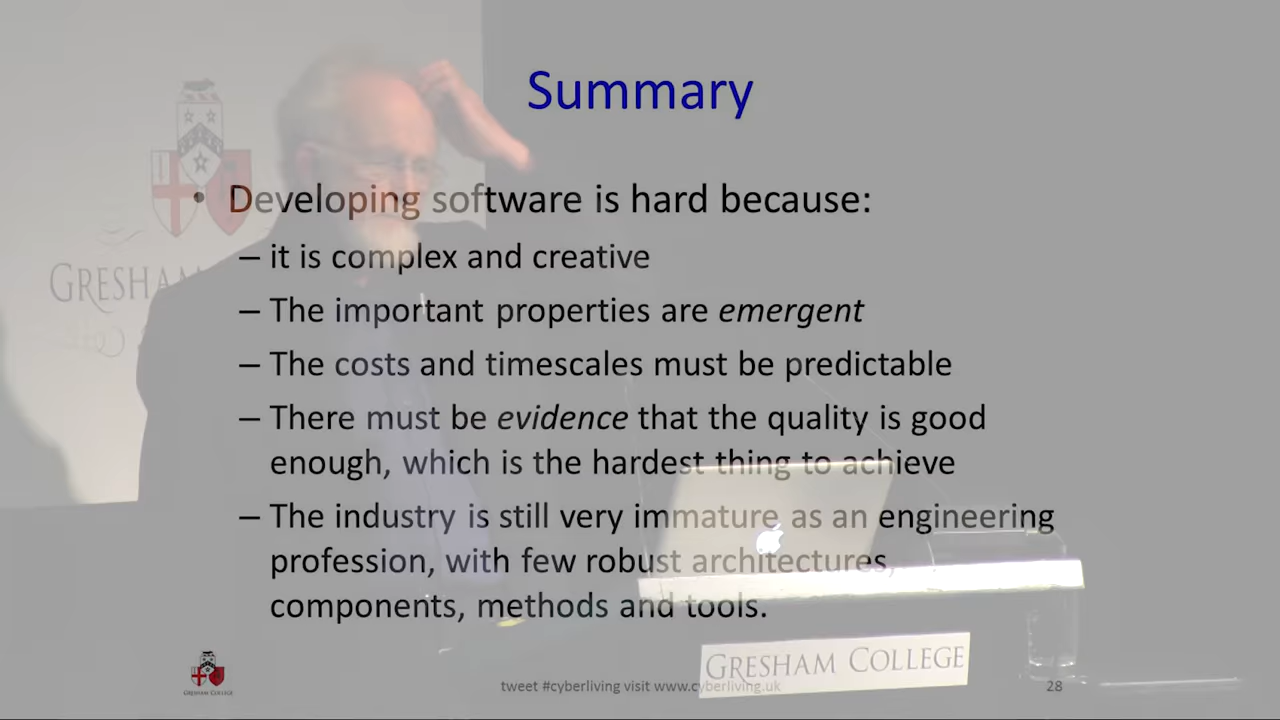 Summary
• Developing software is hard because:
– it is complex and creative
– The important properties are emergent
– The costs and timescales must be predictable
– There must be evidence that the quality is good
enough, which is the hardest thing to achieve
– The industry is still very immature as an engineering
profession, with few robust architectures,
components, methods and tools.
GRESHAM
GRESHAM COLLEGE
GRESHAM COLLEGE
tweet #cyberliving visit www.cyberliving.uk
28